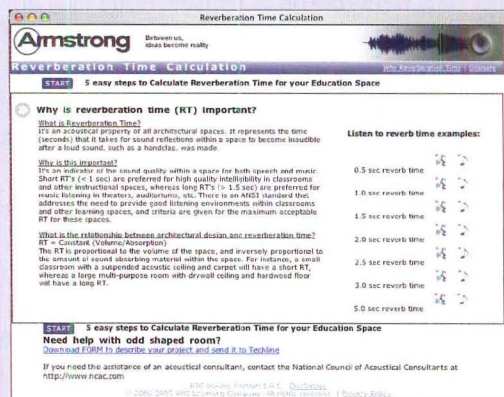 Reverberation Time Calculation
Armstrong
Between us,
ideas become reality
Reverberation Time Calculation
Why Reverberation Time | Glossary
START 5 easy steps to Calculate Reverberation Time for your Education Space
Why is reverberation time (RT) important?
What is Reverberation Time?
It's an acoustical property of all architectural spaces. It represents the time
(seconds) that it takes for sound reflections within a space to become inaudible
after a loud sound, such as a handclap, was made.
Why is this important?
It's an indicator of the sound quality within a space for both speech and music.
Short RT's (< 1 sec) are preferred for high quality intelligibility in classrooms
and other instructional spaces, whereas long RT's (> 1.5 sec) are preferred for
music listening in theaters, auditoriums, etc. There is an ANSI standard that
addresses the need to provide good listening environments within classrooms
and other learning spaces, and criteria are given for the maximum acceptable
RT for these spaces.
What is the relationship between architectural design and reverberation time?
RT = Constant (Volume/Absorption)
The RT is proportional to the volume of the space, and inversely proportional to
the amount of sound absorbing material within the space. For instance, a small
classroom with a suspended acoustic ceiling and carpet will have a short RT,
whereas a large multi-purpose room with drywall ceiling and hardwood floor
will have a long RT.
Listen to reverb time examples:
0.5 sec reverb time
1.0 sec reverb time
1.5 sec reverb time
2.0 sec reverb time
2.5 sec reverb time
3.0 sec reverb time
5.0 sec reverb time
START 5 easy steps to Calculate Reverberation Time for your Education Space
Need help with odd shaped room?
Download FORM to describe your project and send it to Techline
If you need the assistance of an acoustical consultant, contact the National Council of Acoustical Consultants at
http://www.ncac.com
Disclaimer
Privacy Policy